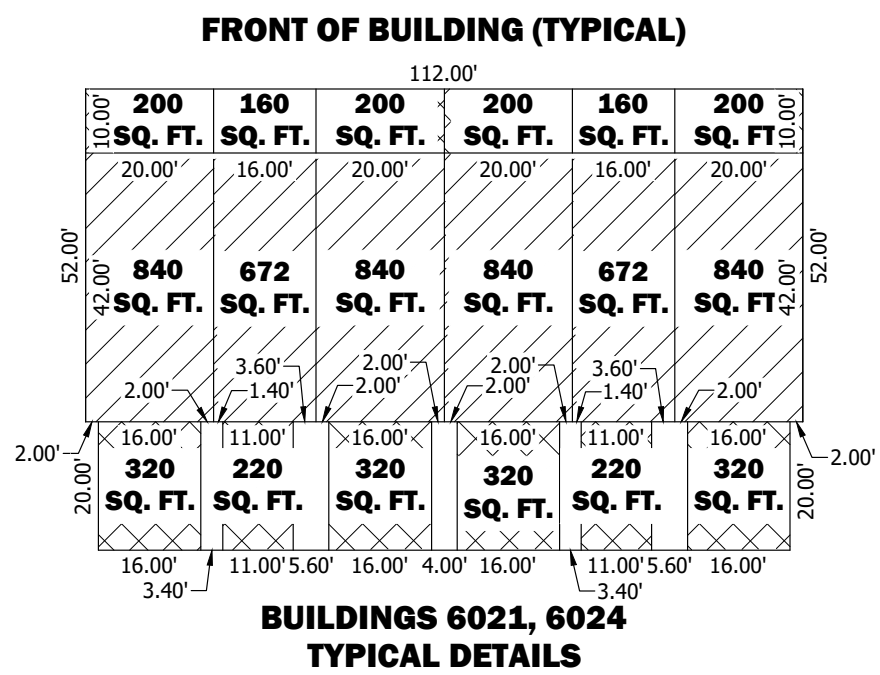 FRONT OF BUILDING (TYPICAL)
112.00'
200 160 200 200 160 200
SQ. FT. SQ. FT. SQ. FT. SQ. FT. SQ. FT. SQ. FT
10.00' 10.00'
20.00' 16.00' 20.00' 20.00' 16.00' 20.00'
52.00' 42.00' 42.00' 52.00'
840 672 840 840 672 840
SQ. FT. SQ. FT. SQ. FT. SQ. FT. SQ. FT. SQ. FT
3.60' 2.00' 2.00' 3.60'
2.00' 1.40' 2.00' 2.00' 1.40' 2.00'
16.00' 11.00' 16.00' 16.00' 11.00' 16.00'
2.00' 2.00'
20.00' 20.00'
320 220 320 320 220 320
SQ. FT. SQ. FT. SQ. FT. SQ. FT. SQ. FT. SQ. FT.
16.00' 11.00' 5.60' 16.00' 4.00' 16.00' 11.00' 5.60' 16.00'
3.40' 3.40'
BUILDINGS 6021, 6024
TYPICAL DETAILS